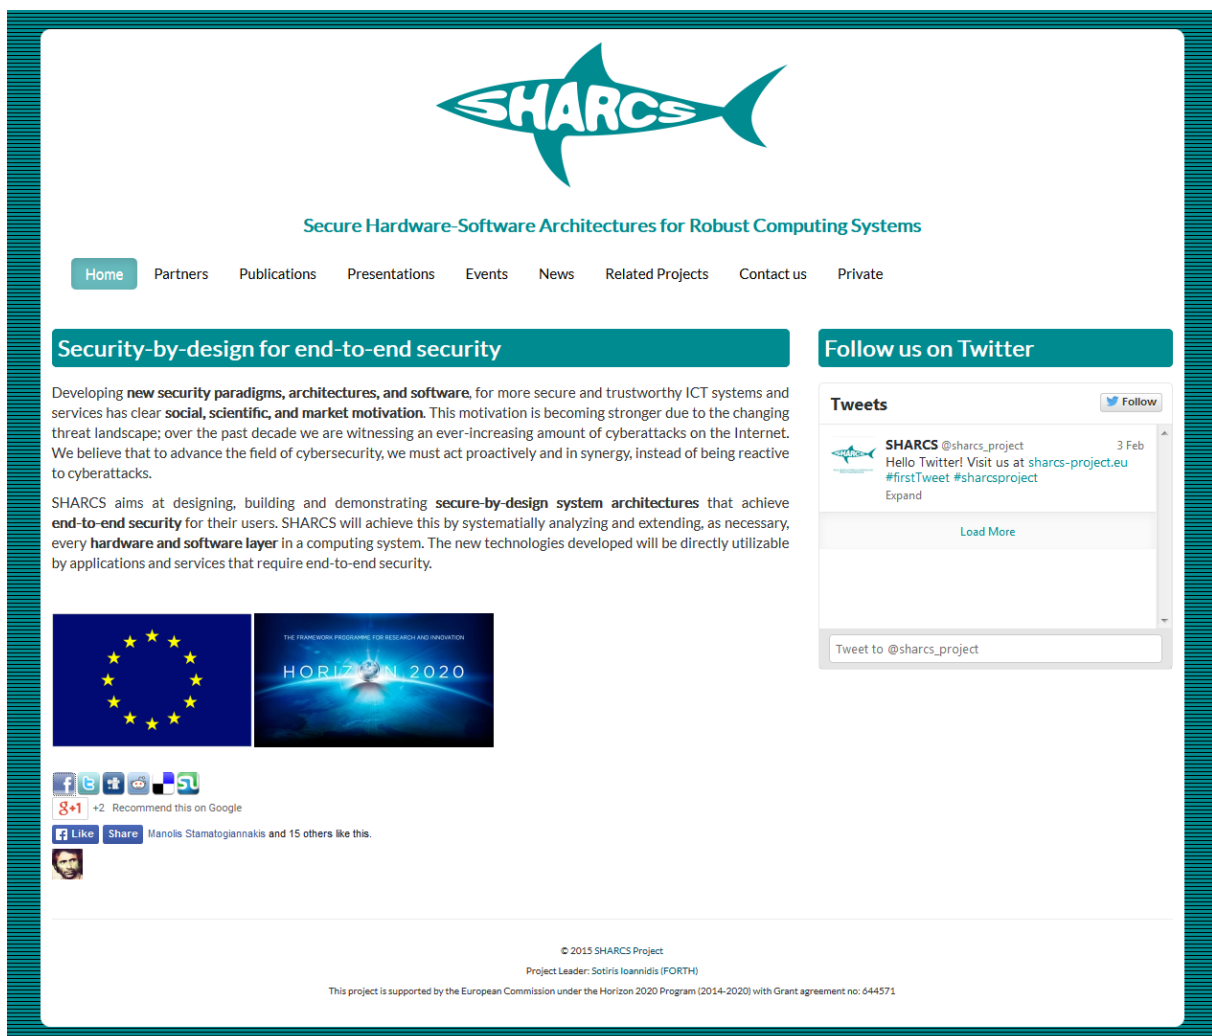 SHARCS
Secure Hardware-Software Architectures for Robust Computing Systems
Home Partners Publications Presentations Events News Related Projects Contact us Private
Security-by-design for end-to-end security
Developing new security paradigms, architectures, and software, for more secure and trustworthy ICT systems and
services has clear social, scientific, and market motivation. This motivation is becoming stronger due to the changing
threat landscape; over the past decade we are witnessing an ever-increasing amount of cyberattacks on the Internet.
We believe that to advance the field of cybersecurity, we must act proactively and in synergy, instead of being reactive
to cyberattacks.
SHARCS aims at designing, building and demonstrating secure-by-design system architectures that achieve
end-to-end security for their users. SHARCS will achieve this by systematially analyzing and extending, as necessary,
every hardware and software layer in a computing system. The new technologies developed will be directly utilizable
by applications and services that require end-to-end security.
THE FRAMEWORK PROGRAMME FOR RESEARCH AND INNOVATION
HORIZON 2020
g+1 +2 Recommend this on Google
Like Share Manolis Stamatogiannakis and 15 others like this.
Follow us on Twitter
Tweets Follow
SHARCS @sharcs_project 3 Feb
Hello Twitter! Visit us at sharcs-project.eu
#firstTweet #sharcsproject
Expand
Load More
Tweet to @sharcs_project
© 2015 SHARCS Project
Project Leader: Sotiris Ioannidis (FORTH)
This project is supported by the European Commission under the Horizon 2020 Program (2014-2020) with Grant agreement no: 644571